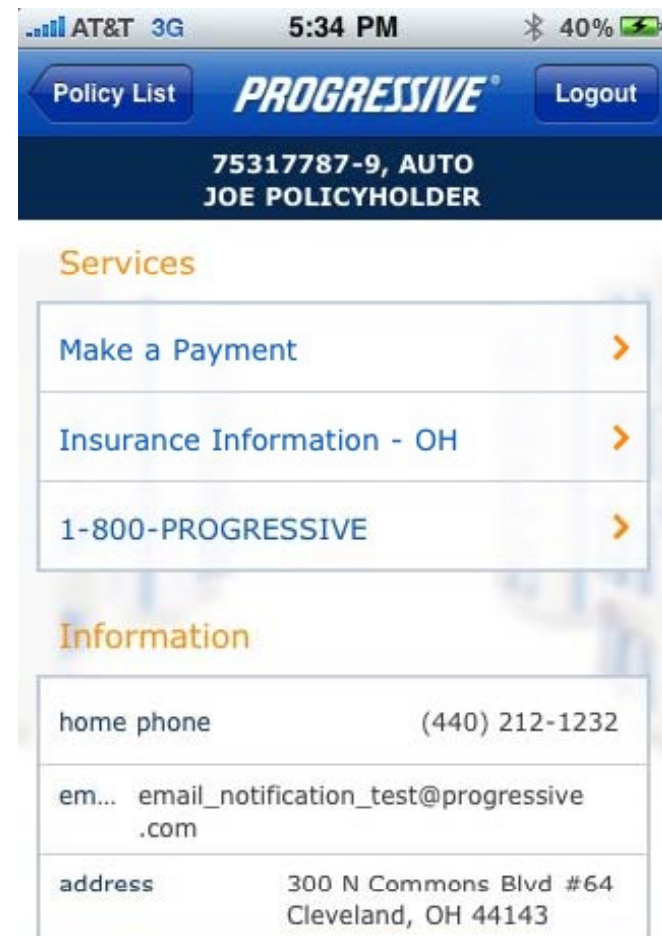 AT&T 3G 5:34 PM 40%
Policy List PROGRESSIVE® Logout
75317787-9, AUTO
JOE POLICYHOLDER
Services
Make a Payment
Insurance Information - OH
1-800-PROGRESSIVE
Information
home phone (440) 212-1232
em... email_notification_test@progressive
.com
address 300 N Commons Blvd #64
Cleveland, OH 44143